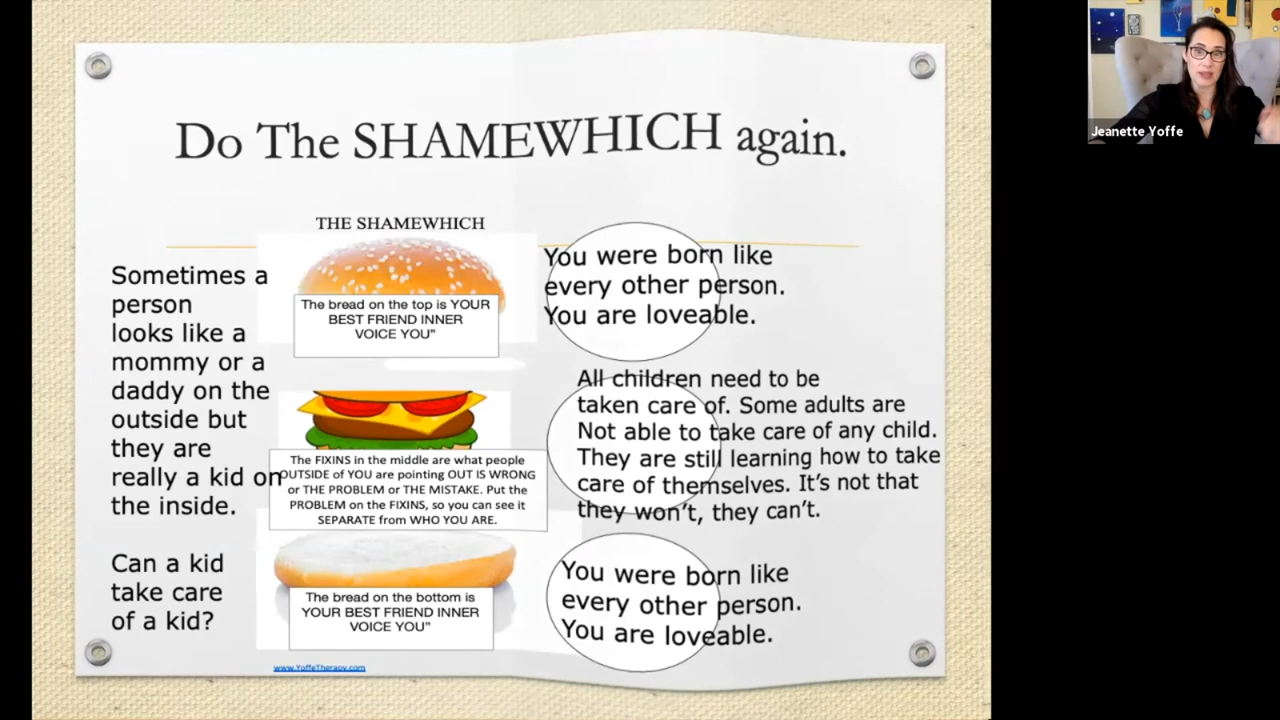 Do The SHAMEWHICH again.
THE SHAMEWHICH
Sometimes a
person
looks like a
mommy or a
daddy on the
outside but
they are
really a kid on
the inside.
Can a kid
take care
of a kid?
The bread on the top is YOUR
BEST FRIEND INNER
VOICE YOU"
The FIXINS in the middle are what people
OUTSIDE of YOU are pointing OUT IS WRONG
or THE PROBLEM or THE MISTAKE. Put the
PROBLEM on the FIXINS, so you can see it
SEPARATE from WHO YOU ARE.
The bread on the bottom is
YOUR BEST FRIEND INNER
VOICE YOU"
www.YoffeTherapy.com
You were born like
every other person.
You are loveable.
All children need to be
taken care of. Some adults are
Not able to take care of any child.
They are still learning how to take
care of themselves. It's not that
they won't, they can't.
You were born like
every other person.
You are loveable.
Jeanette Yoffe